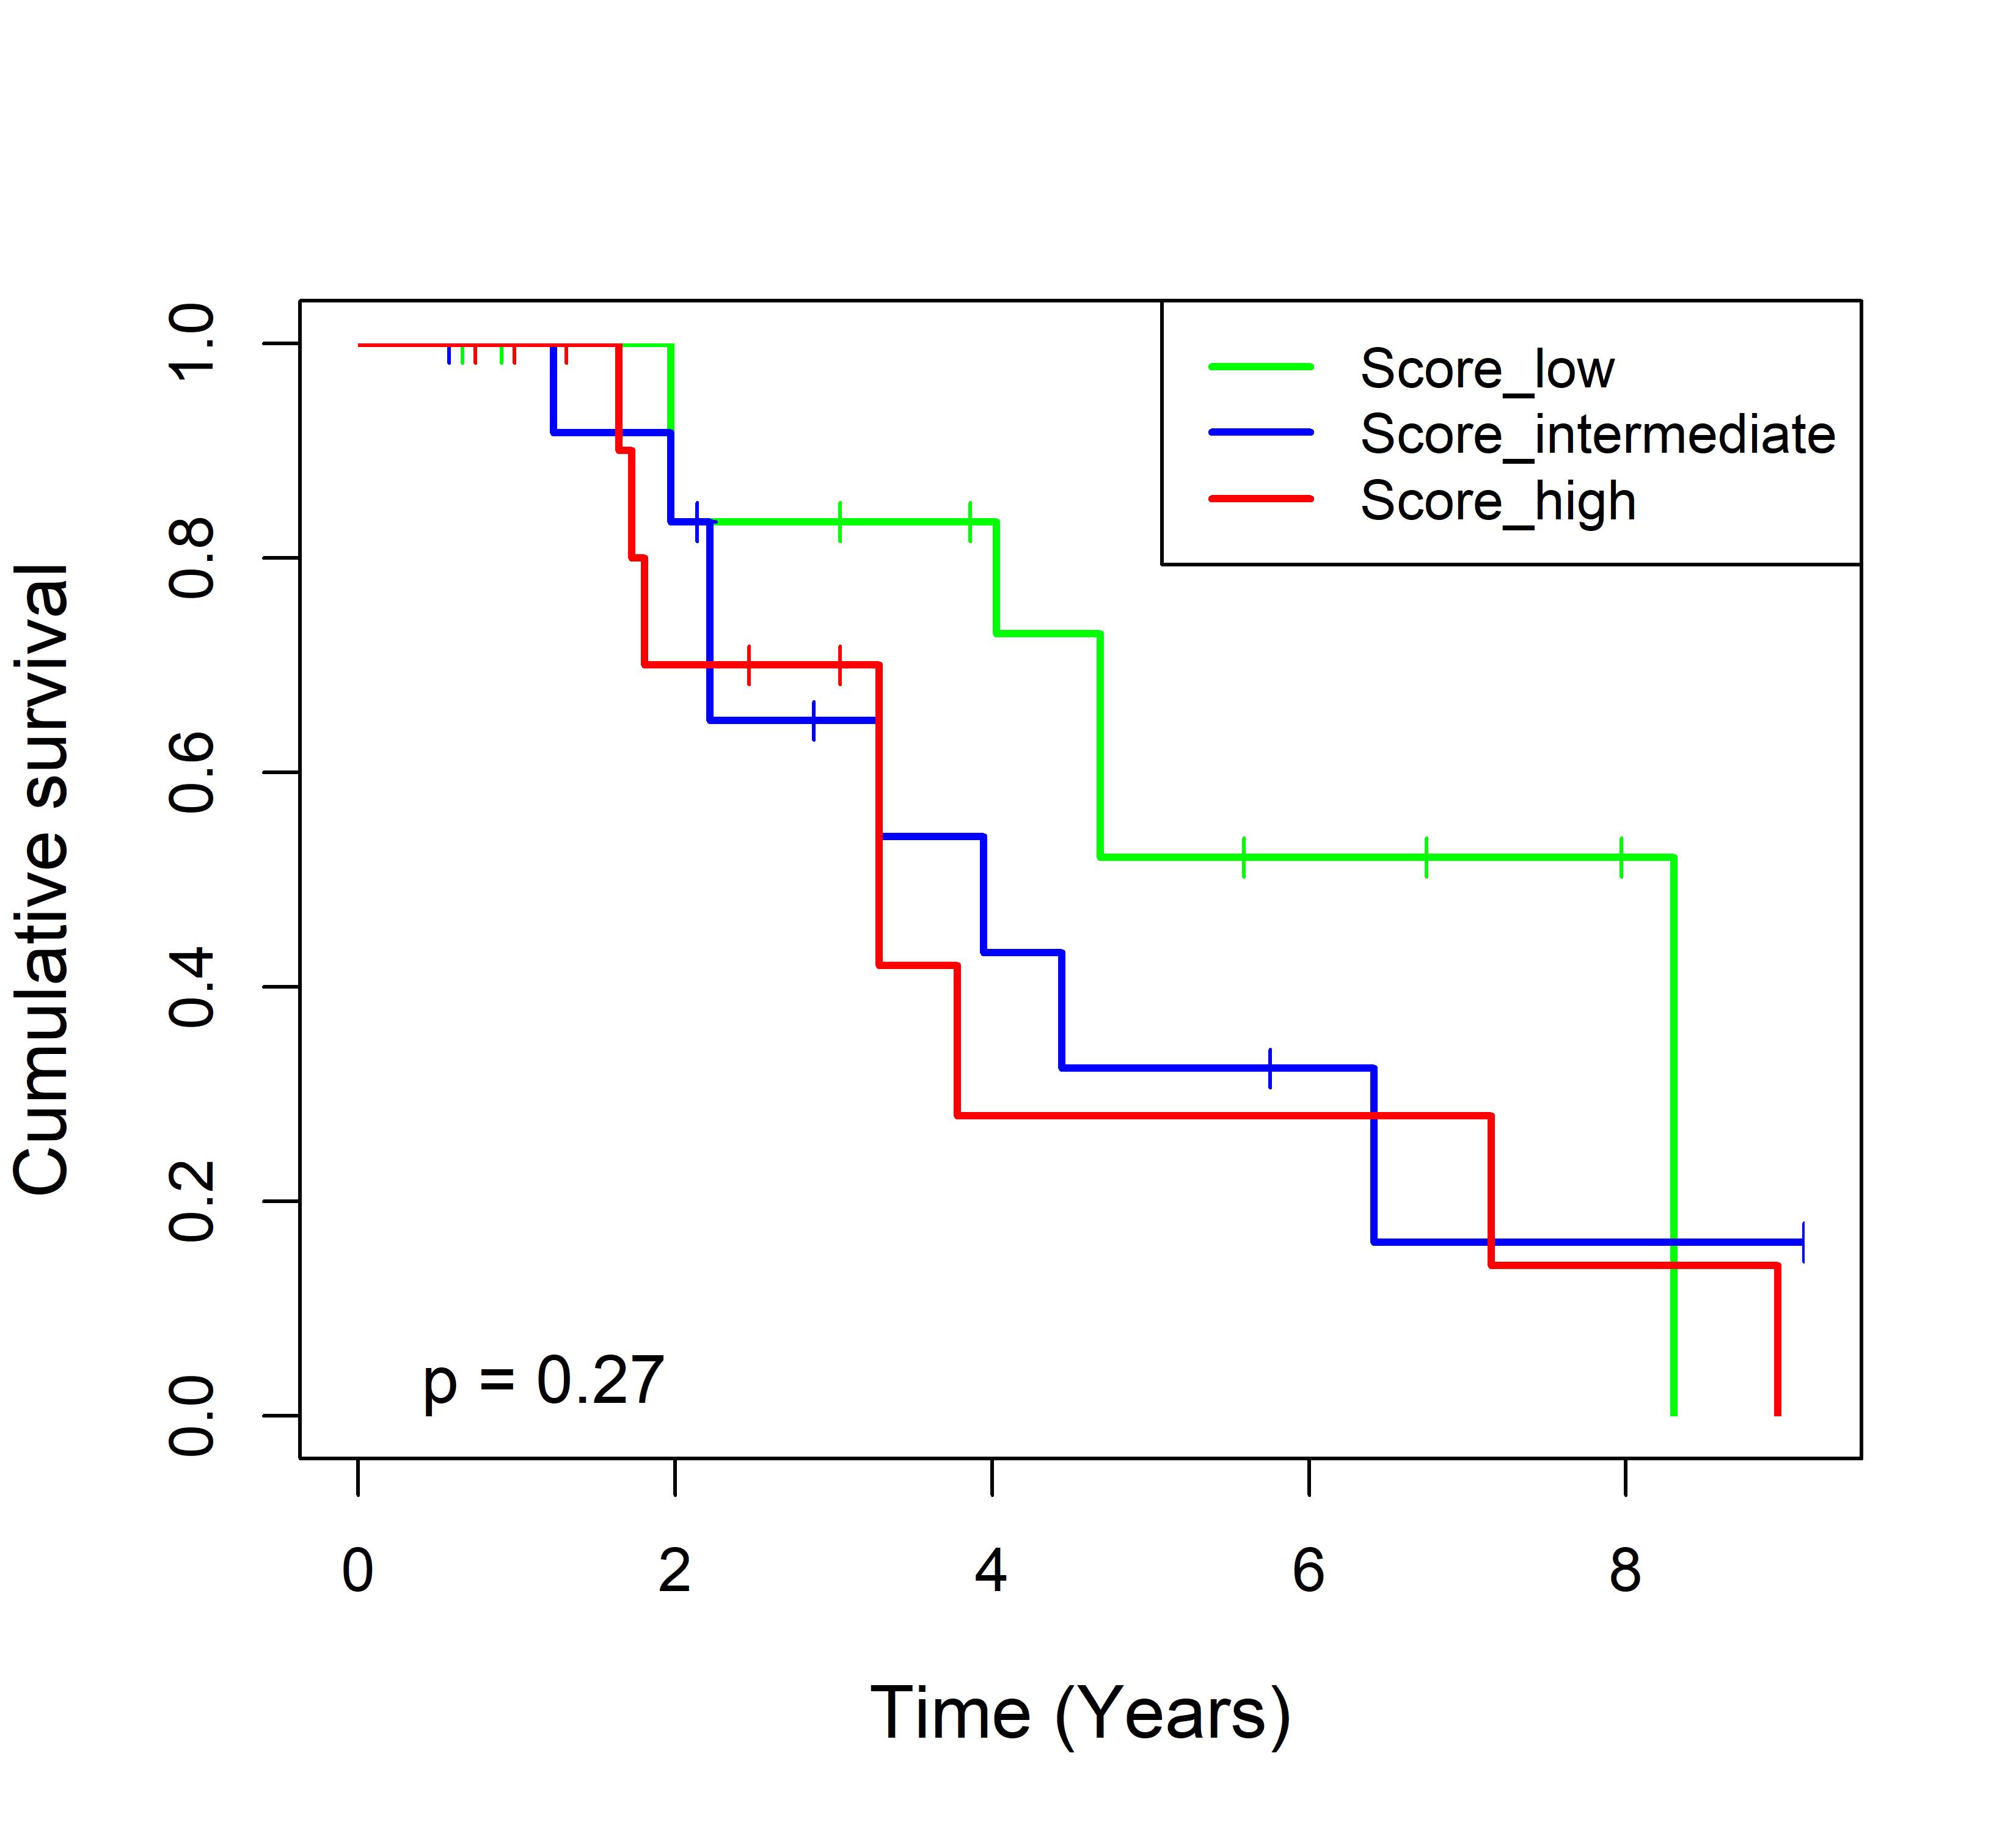 Score_low
Score_intermediate
Score_high
Cumulative survival
1.0
0.8
0.6
0.4
0.2
0.0
p = 0.27
0 2 4 6 8
Time (Years)